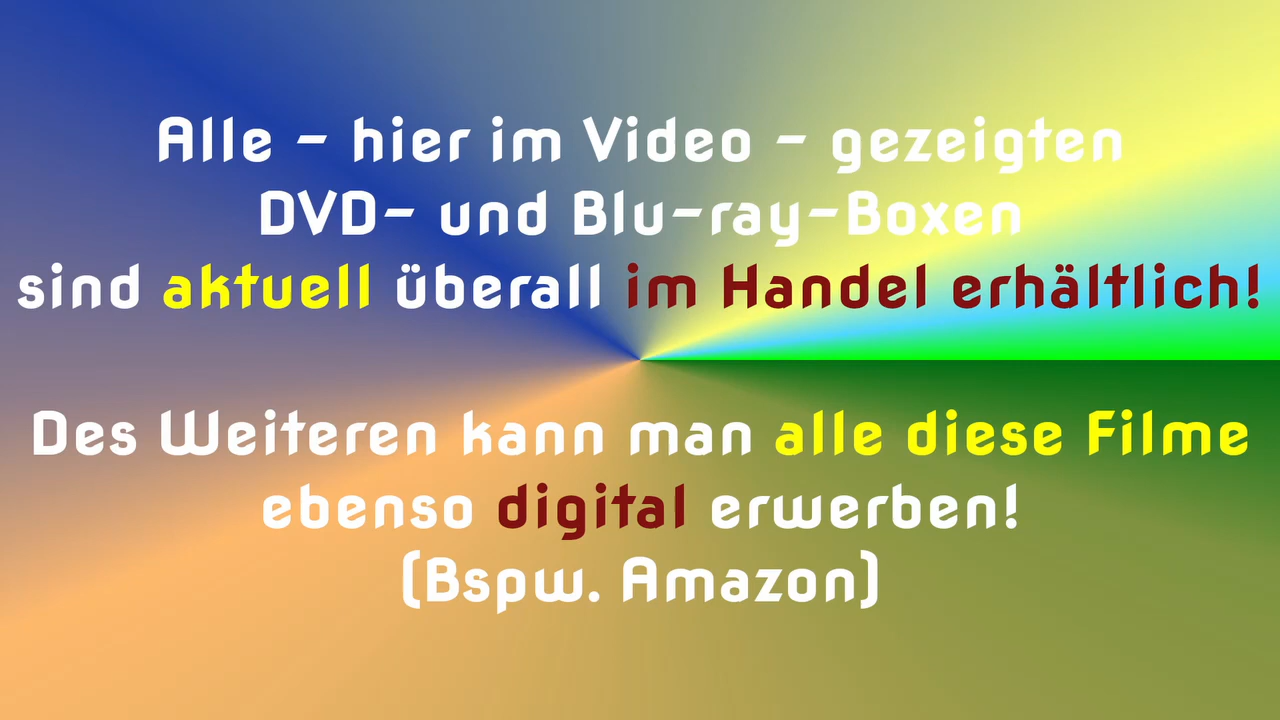 Alle - hier im Video - gezeigten
DVD- und Blu-ray-Boxen
sind aktuell überall im Handel erhältlich!
Des Weiteren kann man alle diese Filme
ebenso digital erwerben!
(Bspw. Amazon)